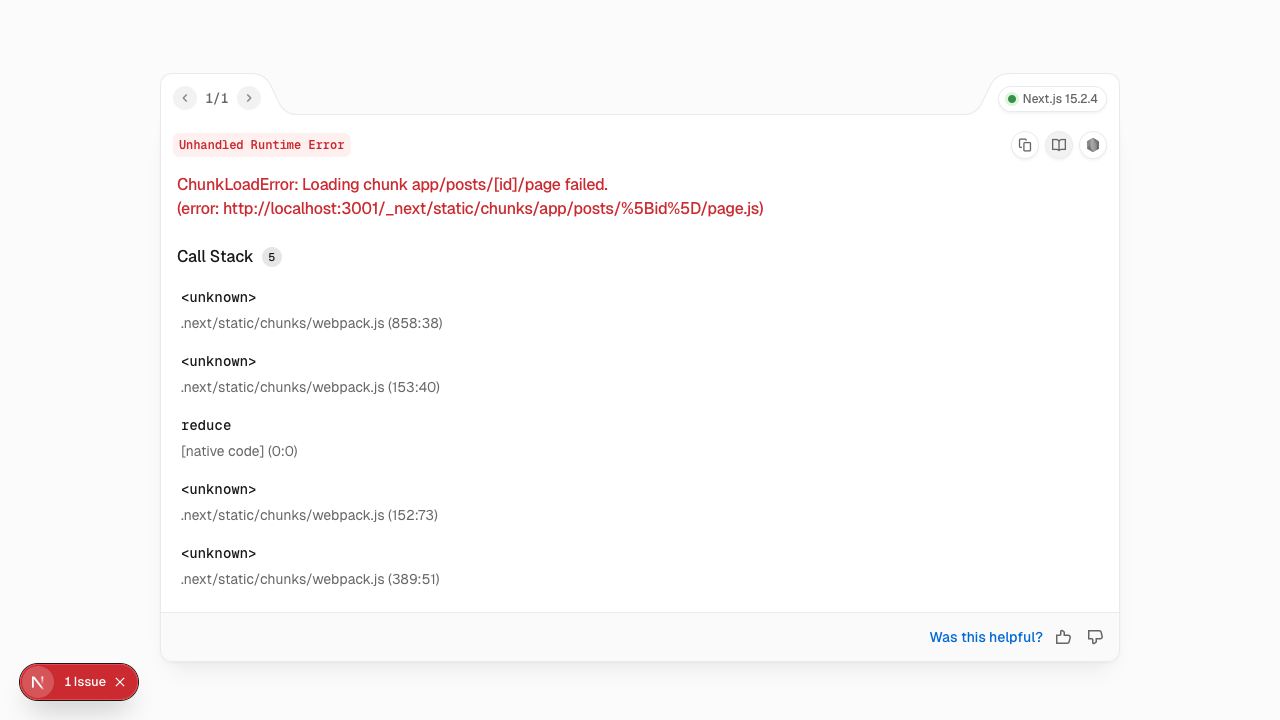 1/1
Next.js 15.2.4
Unhandled Runtime Error
ChunkLoadError: Loading chunk app/posts/[id]/page failed.
(error: http://localhost:3001/_next/static/chunks/app/posts/%5Bid%5D/page.js)
Call Stack 5
<unknown>
.next/static/chunks/webpack.js (858:38)
<unknown>
.next/static/chunks/webpack.js (153:40)
reduce
[native code] (0:0)
<unknown>
.next/static/chunks/webpack.js (152:73)
<unknown>
.next/static/chunks/webpack.js (389:51)
Was this helpful?
N 1 Issue